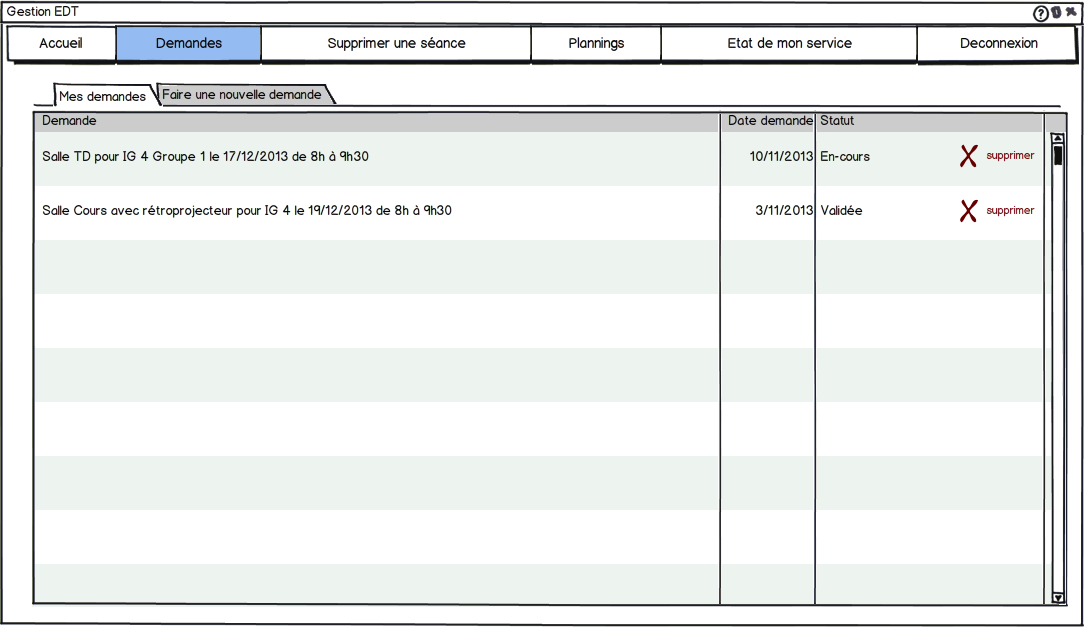 Gestion EDT
Accueil Demandes Supprimer une séance Plannings Etat de mon service Deconnexion
Mes demandes Faire une nouvelle demande
Demande Date demande Statut
Salle TD pour IG 4 Groupe 1 le 17/12/2013 de 8h à 9h30 10/11/2013 En-cours supprimer
Salle Cours avec rétroprojecteur pour IG 4 le 19/12/2013 de 8h à 9h30 3/11/2013 Validée supprimer